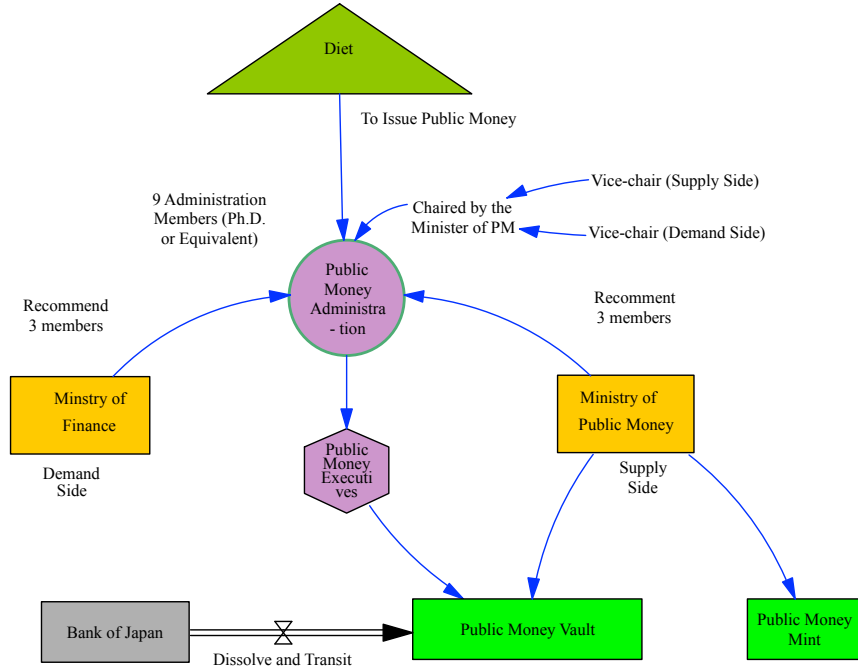 Diet
To Issue Public Money
9 Administration
Members (Ph.D.
or Equivalent)
Vice-chair (Supply Side)
Chaired by the
Minister of PM
Vice-chair (Demand Side)
Public
Money
Administra
- tion
Recommend
3 members
Recomment
3 members
Minstry of
Finance
Ministry of
Public Money
Demand
Side
Public
Money
Executi
ves
Supply
Side
Bank of Japan
Dissolve and Transit
Public Money Vault
Public Money
Mint